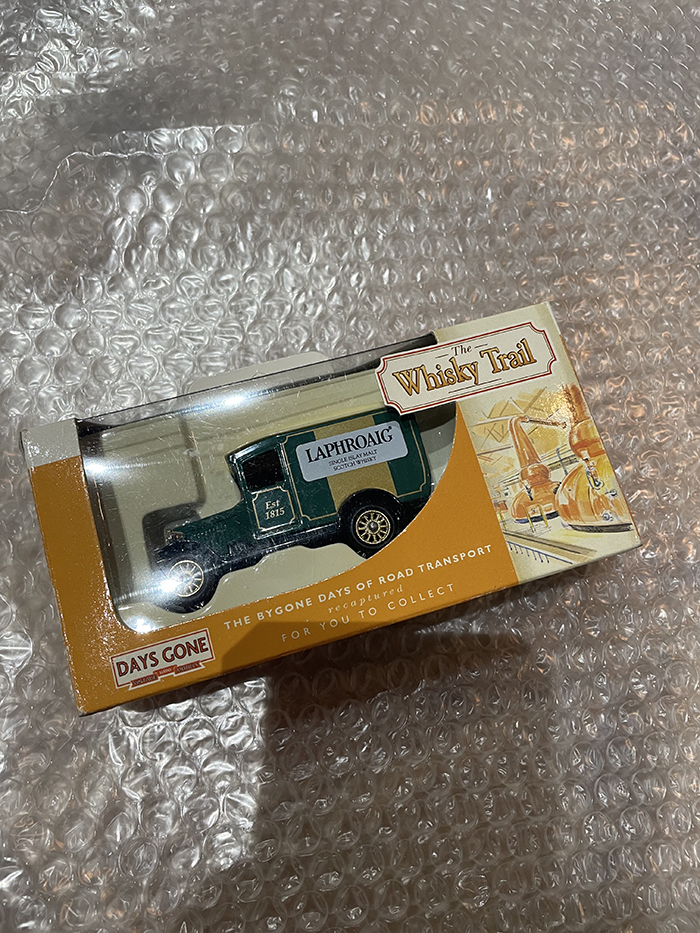 The
Whisky Trail
LAPHROAIG
SINGLE ISLAY MALT
SCOTCH WHISKY
Est
1815
THE BYGONE DAYS OF ROAD TRANSPORT
recaptured
FOR YOU TO COLLECT
DAYS GONE